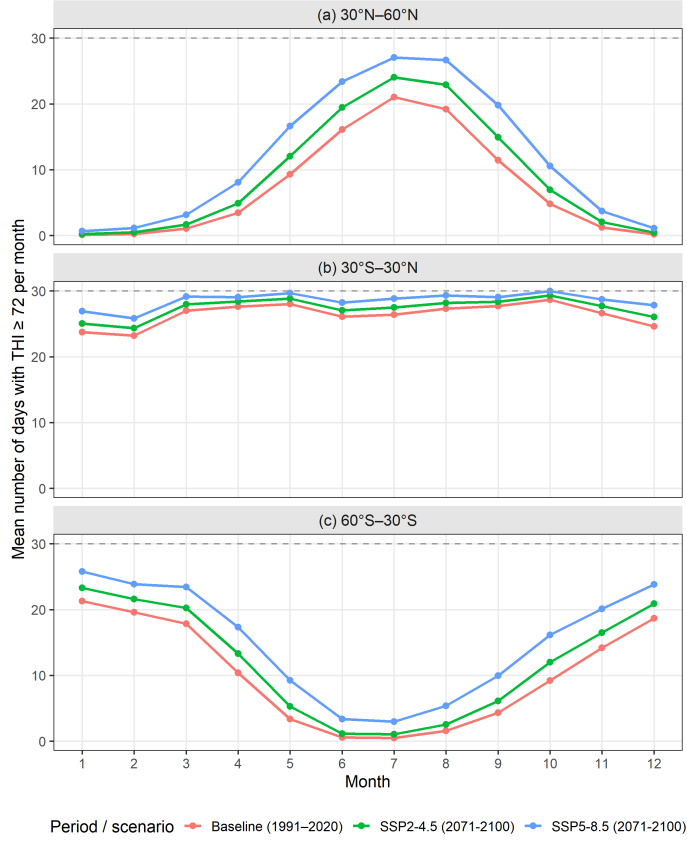 (a) 30°N–60°N
30
20
10
0
(b) 30°S–30°N
30
20
10
0
(c) 60°S–30°S
30
20
10
0
Mean number of days with THI ≥ 72 per month
1 2 3 4 5 6 7 8 9 10 11 12
Month
Period / scenario Baseline (1991–2020) SSP2-4.5 (2071-2100) SSP5-8.5 (2071-2100)